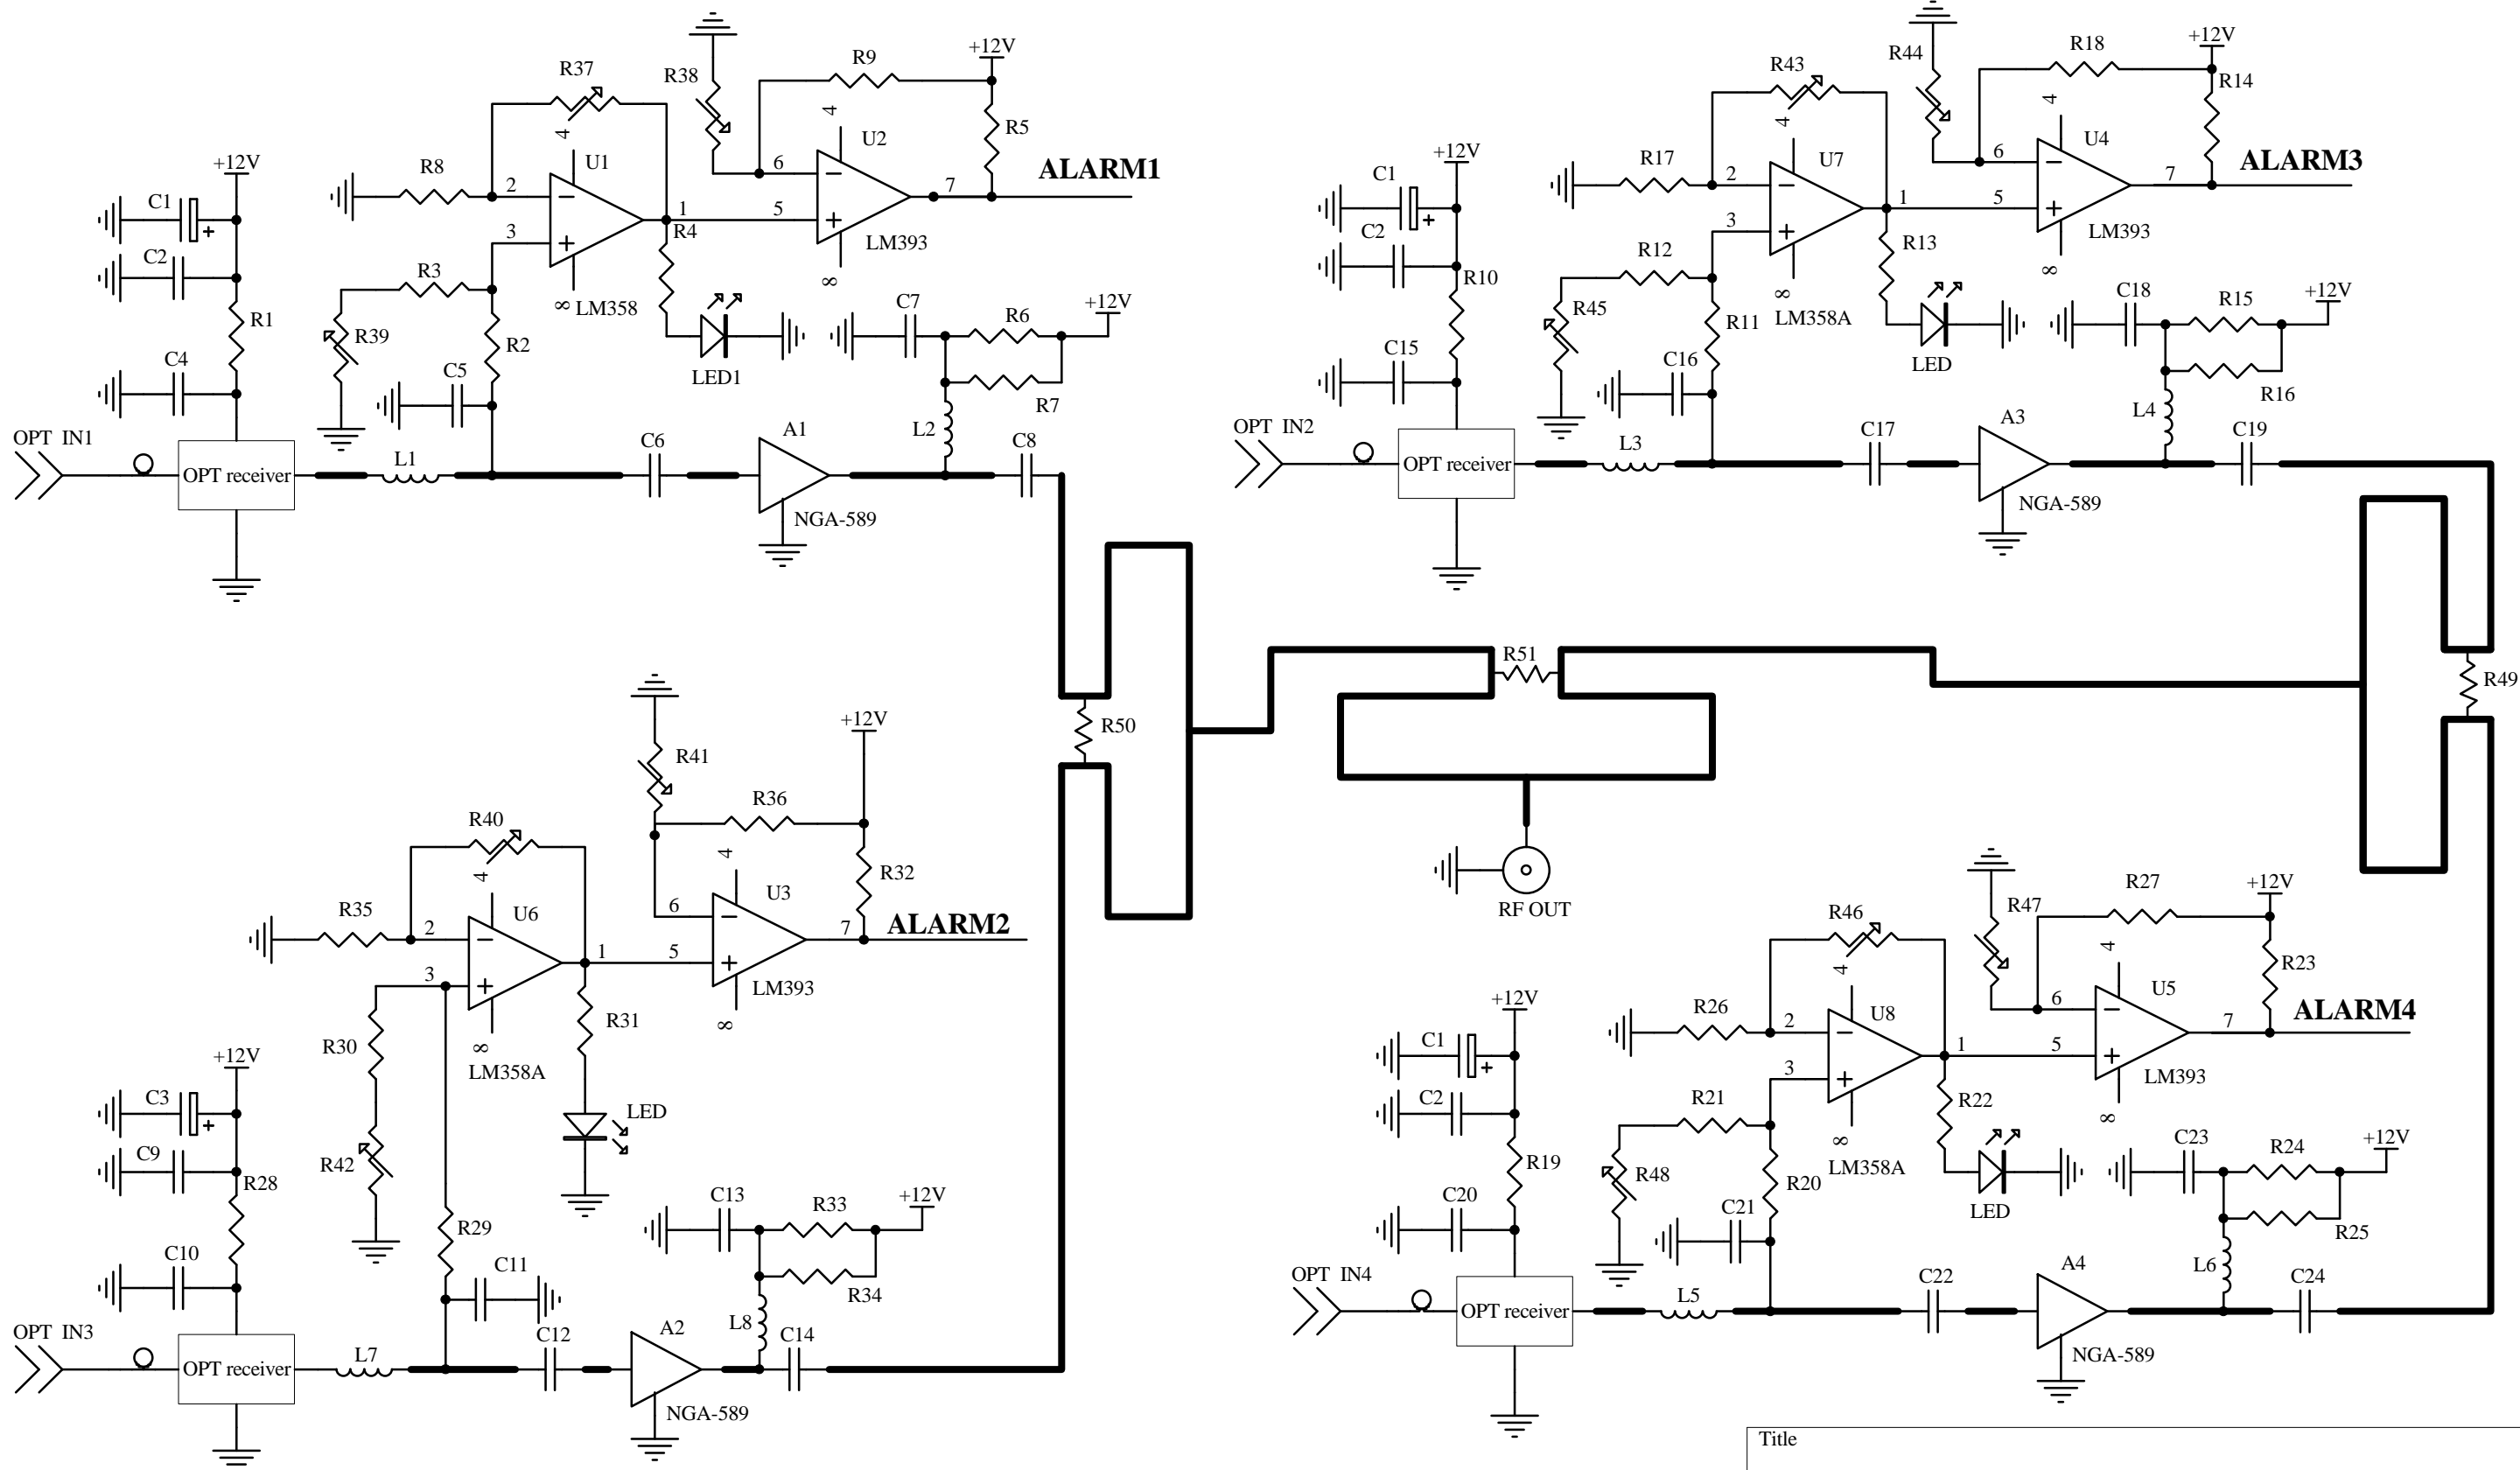 R37
4
R8
2
U1
3
1
R4
∞ LM358
R38
R9
+12V
R5
4
U2
6
5
7
ALARM1
LM393
∞
+12V
C1
+
C2
R1
C4
R3
R39
R2
C5
LED1
C7
R6
+12V
R7
L2
OPT IN1
OPT receiver
L1
C6
A1
NGA-589
C8
R43
4
R17
2
U7
3
1
∞
LM358A
R13
R44
R18
+12V
R14
4
U4
6
5
7
ALARM3
LM393
∞
+12V
C1
+
C2
R10
C15
R12
R45
R11
C16
LED
C18
R15
+12V
R16
L4
OPT IN2
OPT receiver
L3
C17
A3
NGA-589
C19
R50
R51
R49
RF OUT
R41
+12V
R36
R32
R40
4
R35
2
U6
3
1
∞
LM358A
R31
4
U3
6
5
7
ALARM2
LM393
∞
R30
R42
+12V
C3
+
C9
R28
C10
R29
C11
LED
C13
R33
+12V
R34
L8
OPT IN3
OPT receiver
L7
C12
A2
NGA-589
C14
R46
4
R26
2
U8
3
1
∞
LM358A
R22
R47
R27
+12V
R23
4
U5
6
5
7
ALARM4
LM393
∞
+12V
C1
+
C2
R19
C20
R21
R48
R20
C21
LED
C23
R24
+12V
R25
L6
OPT IN4
OPT receiver
L5
C22
A4
NGA-589
C24
Title